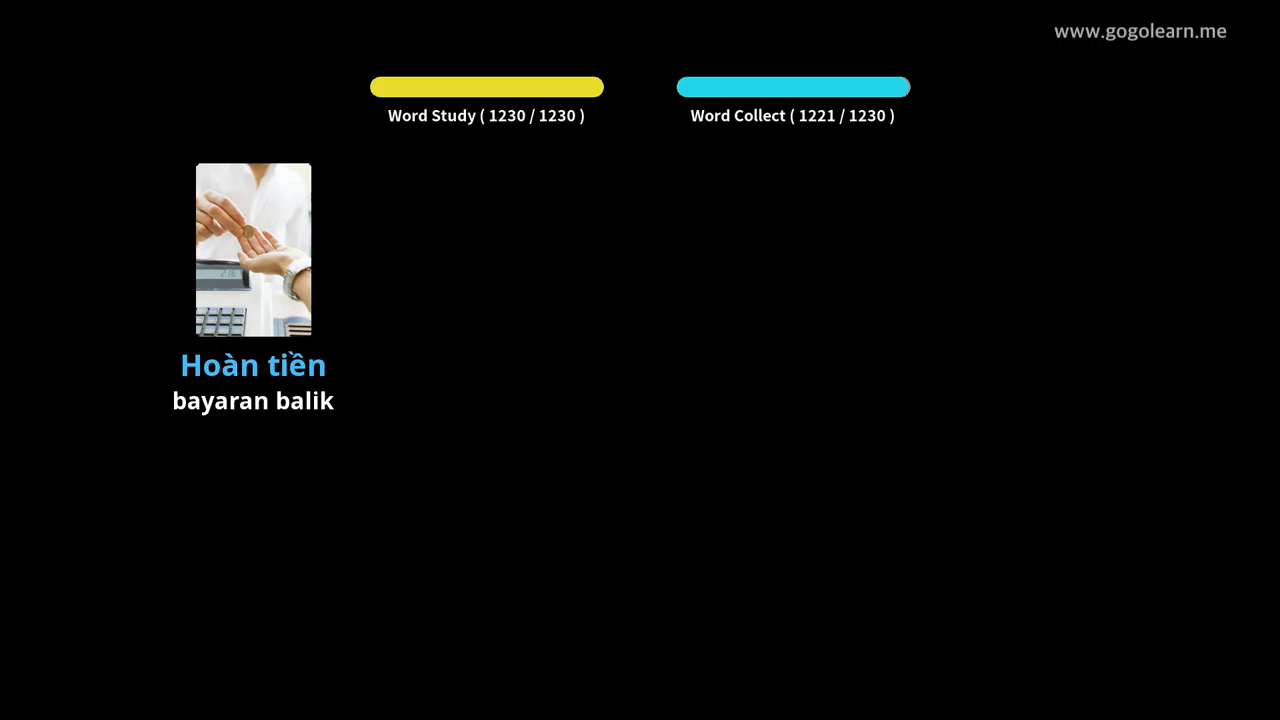 www.gogolearn.me
Word Study ( 1230 / 1230 )
Word Collect ( 1221 / 1230 )
Hoàn tiền
bayaran balik